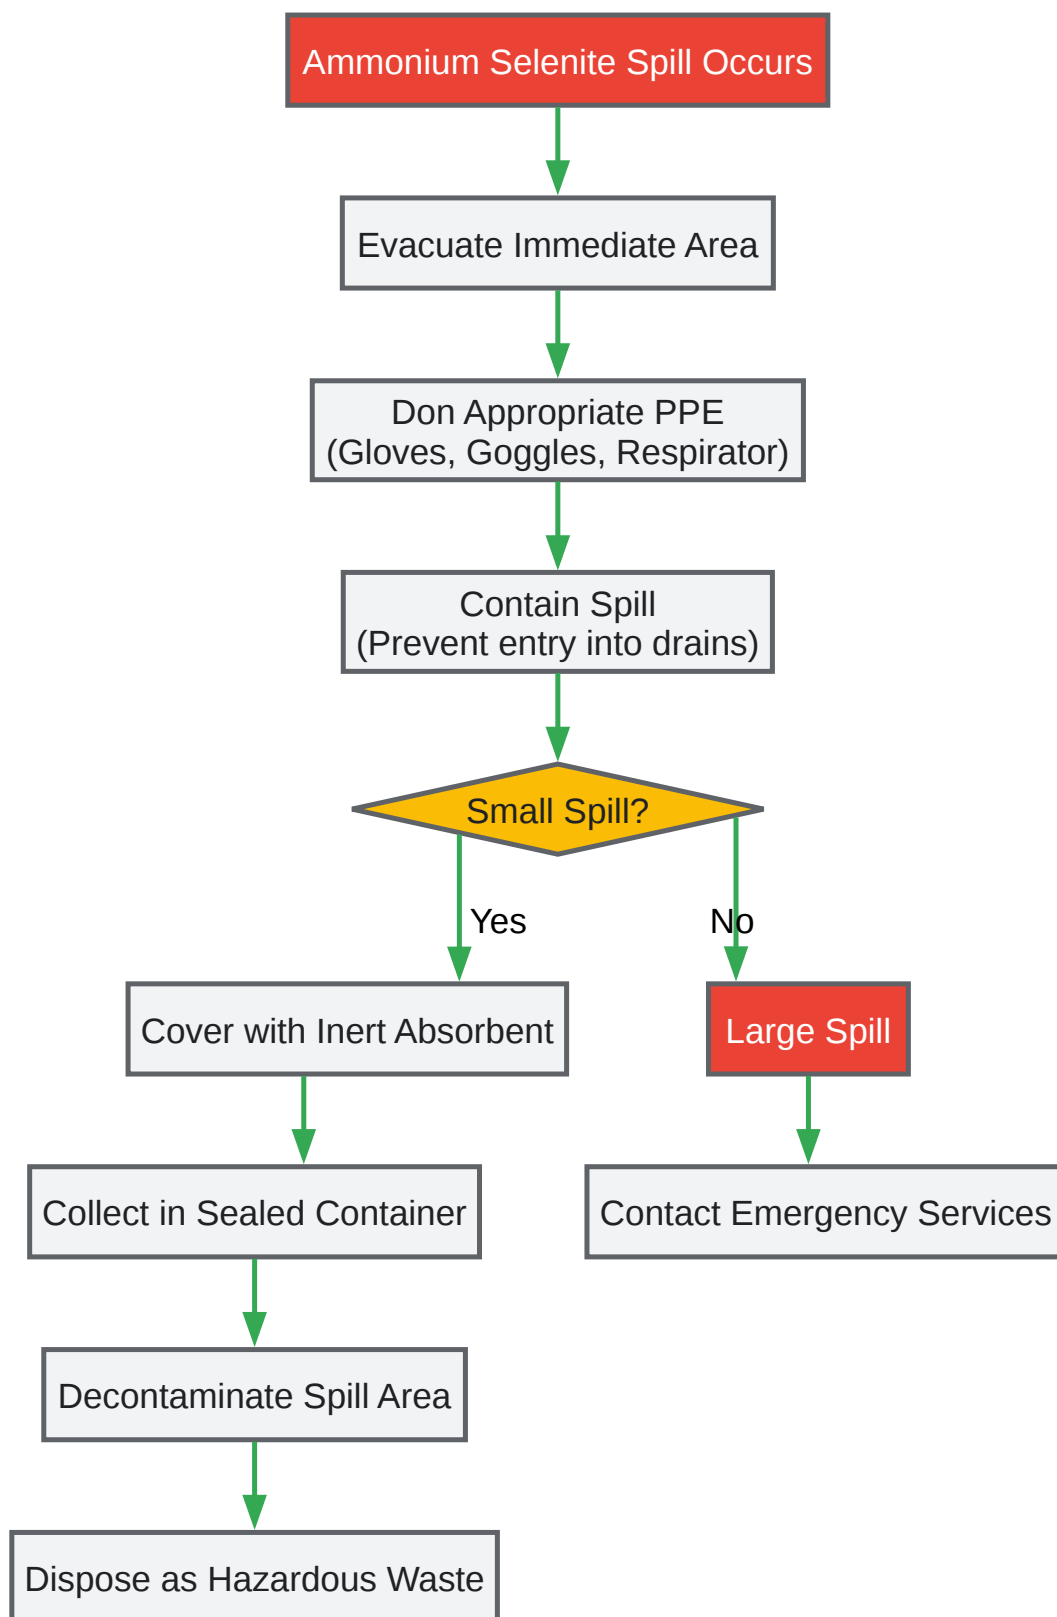 Ammonium Selenite Spill Occurs
Evacuate Immediate Area
Don Appropriate PPE
(Gloves, Goggles, Respirator)
Contain Spill
(Prevent entry into drains)
Small Spill?
Yes
No
Cover with Inert Absorbent
Large Spill
Collect in Sealed Container
Contact Emergency Services
Decontaminate Spill Area
Dispose as Hazardous Waste